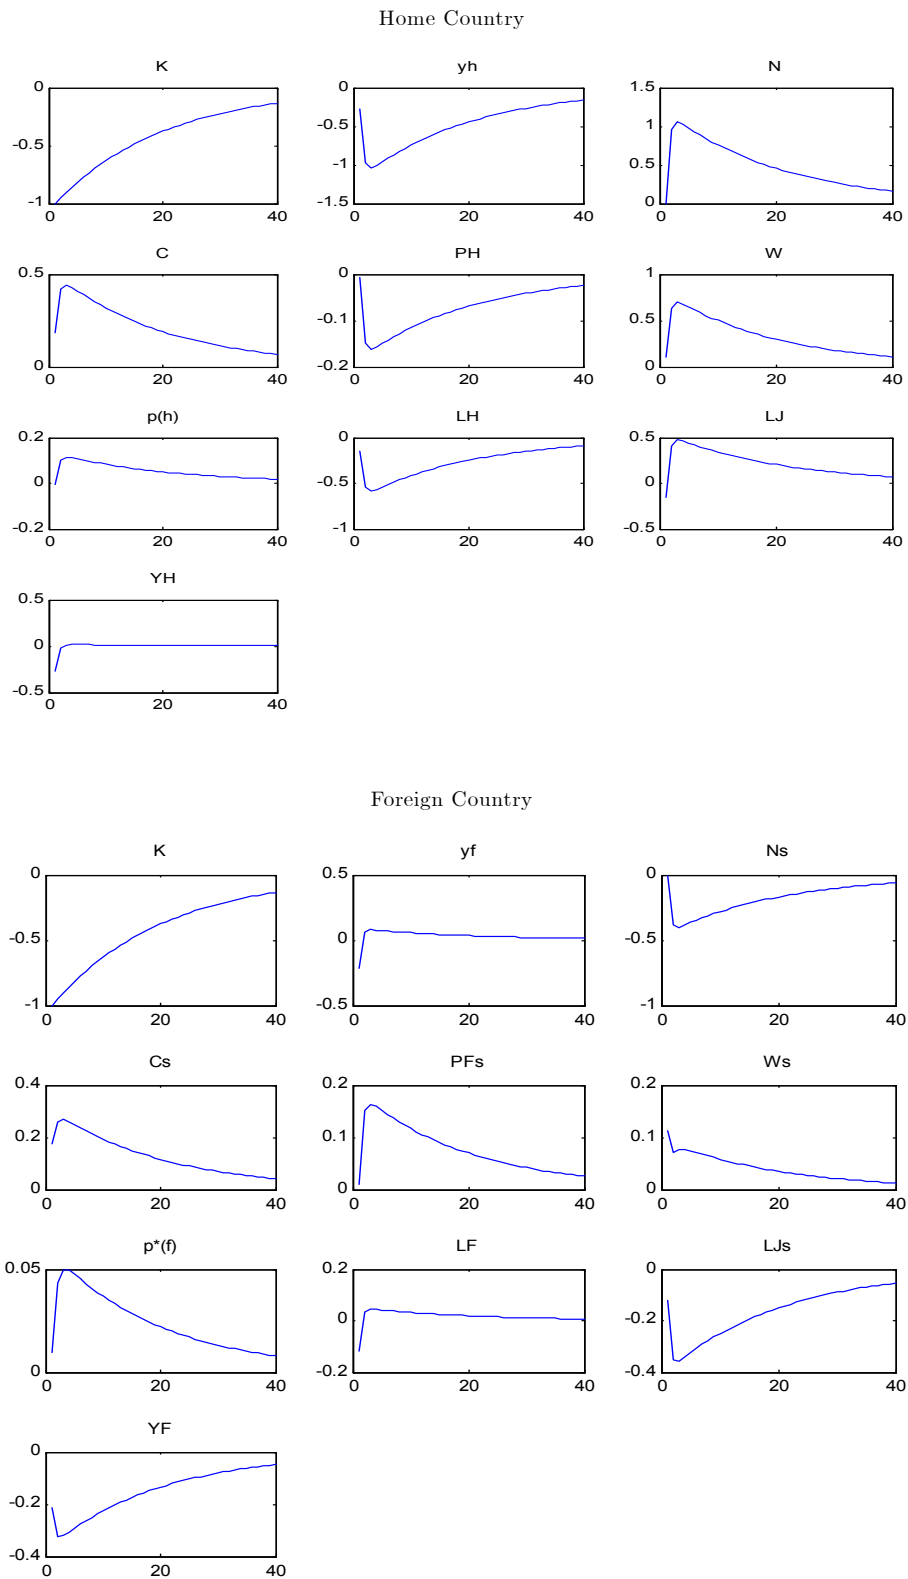 Home Country
K yh N
0 0 1.5
-0.5 -0.5 1
-1 0.5
-1 -1.5 0
0 20 40 0 20 40 0 20 40
C PH W
0.5 0 1
-0.1 0.5
0 -0.2 0
0 20 40 0 20 40 0 20 40
p(h) LH LJ
0.2 0 0.5
0 -0.5 0
-0.2 -1 -0.5
0 20 40 0 20 40 0 20 40
YH
0.5
0
-0.5
0 20 40
Foreign Country
K yf Ns
0 0.5 0
-0.5 0 -0.5
-1 -0.5 -1
0 20 40 0 20 40 0 20 40
Cs PFs Ws
0.4 0.2 0.2
0.2 0.1 0.1
0 0 0
0 20 40 0 20 40 0 20 40
p*(f) LF LJs
0.05 0.2 0
0 -0.2
0 -0.2 -0.4
0 20 40 0 20 40 0 20 40
YF
0
-0.2
-0.4
0 20 40